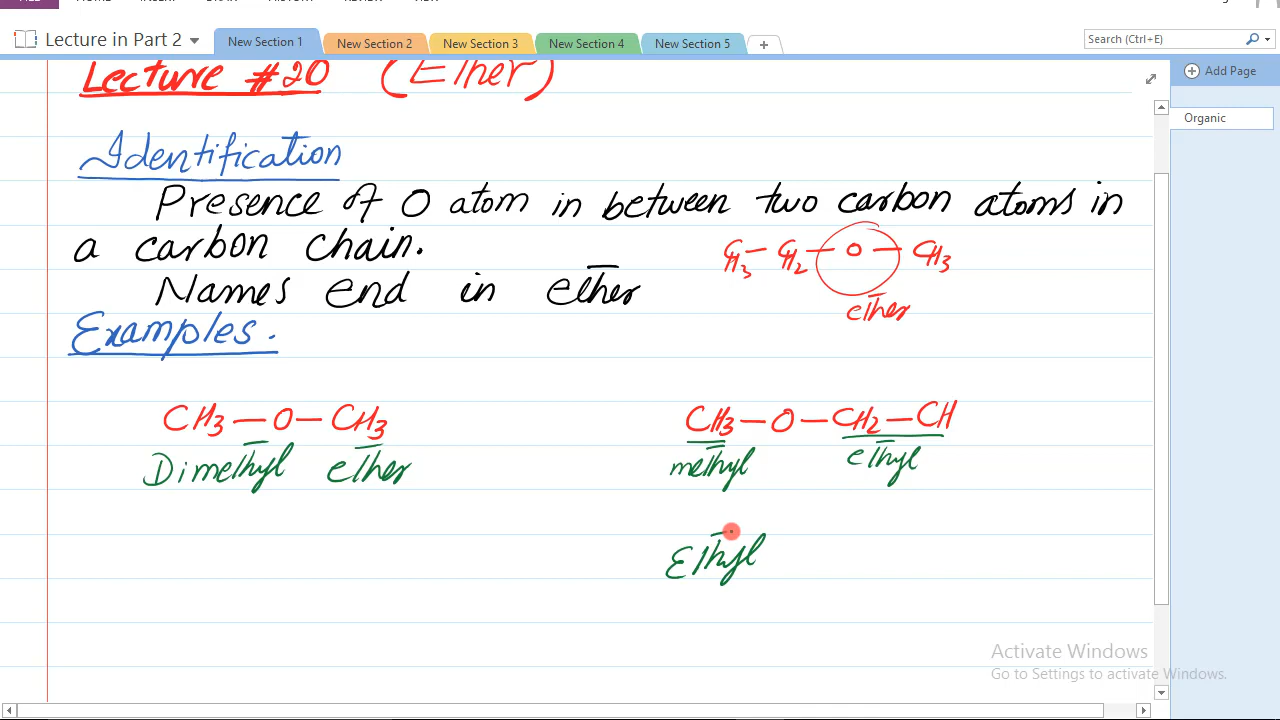 Lecture in Part 2
New Section 1
New Section 2
New Section 3
New Section 4
New Section 5
Search (Ctrl+E)
Add Page
Organic
Lecture #20 (Ether)
Identification
Presence of O atom in between two carbon atoms in
a carbon chain.
CH3 — CH2 — O — CH3
Names end in ether
ether
Examples.
CH3 — O — CH3
CH3 — O — CH2 — CH
Dimethyl ether
methyl ethyl
Ethyl
Activate Windows
Go to Settings to activate Windows.